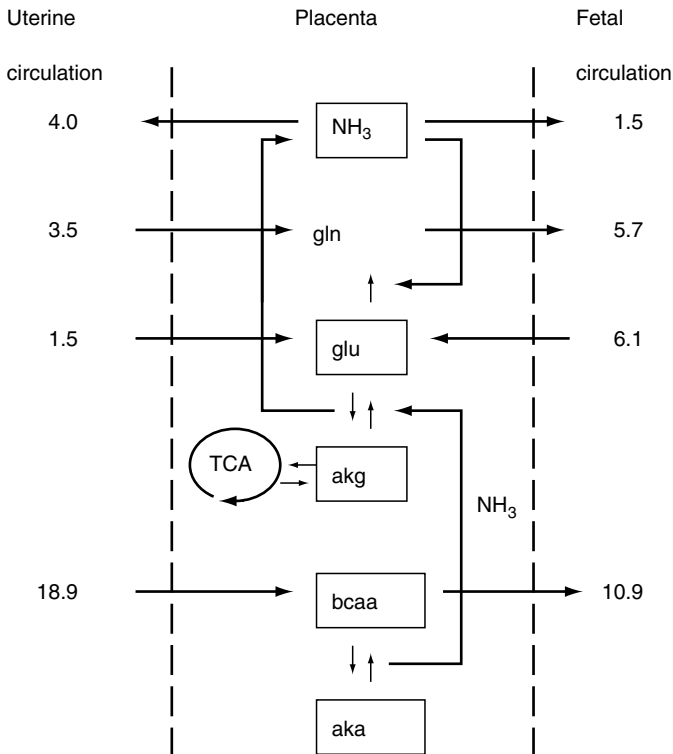 Uterine Placenta Fetal
circulation circulation
4.0 NH₃ 1.5
3.5 gln 5.7
1.5 glu 6.1
TCA akg
NH₃
18.9 bcaa 10.9
aka